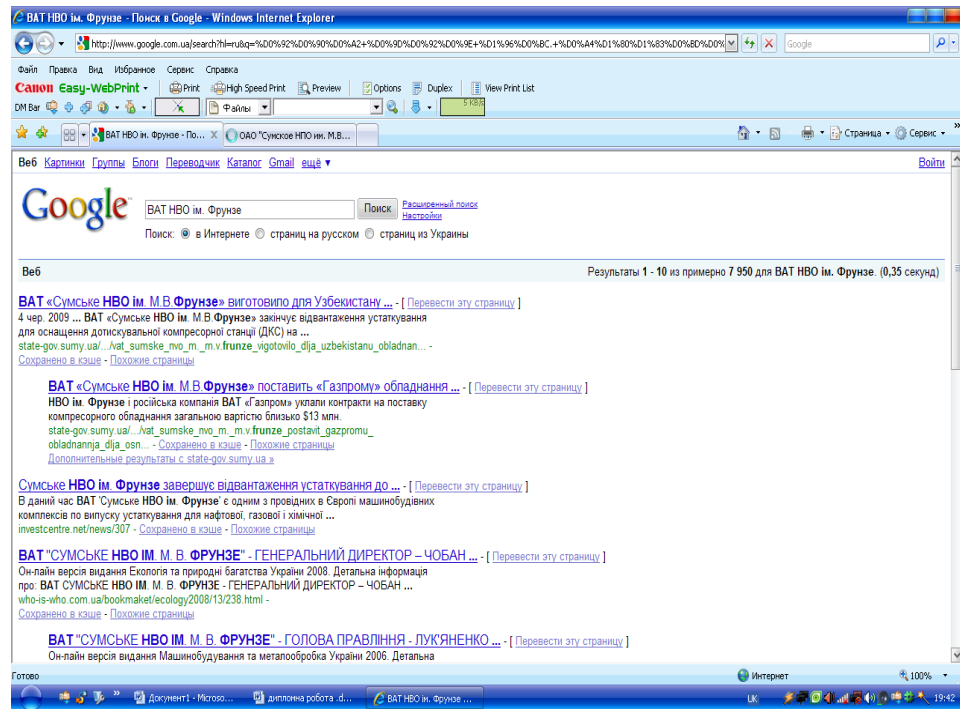 ВАТ НВО ім. Фрунзе - Поиск в Google - Windows Internet Explorer
http://www.google.com.ua/search?hl=ru&q=%D0%92%D0%90%D0%A2+%D0%9D%D0%92%D0%9E+%D1%96%D0%BC.+%D0%A4%D1%80%D1%83%D0%BD%D0% Google
Файл Правка Вид Избранное Сервис Справка
Canon Easy-WebPrint Print High Speed Print Preview Options Duplex View Print List
DM Bar Файлы 5 KB/s
ВАТ НВО ім. Фрунзе - По... ОАО "Сумское НПО им. М.В... Страница Сервис »
Веб Картинки Группы Блоги Переводчик Каталог Gmail ещё ▼ Войти
Google ВАТ НВО ім. Фрунзе Поиск Расширенный поиск
Настройки
Поиск: в Интернете страниц на русском страниц из Украины
Веб Результаты 1 - 10 из примерно 7 950 для ВАТ НВО ім. Фрунзе. (0,35 секунд)
ВАТ «Сумське НВО ім. М.В.Фрунзе» виготовило для Узбекистану ... - [ Перевести эту страницу ]
4 чер. 2009 ... ВАТ «Сумське НВО ім. М.В.Фрунзе» закінчує відвантаження устаткування
для оснащення дотискувальної компресорної станції (ДКС) на ...
state-gov.sumy.ua/.../vat_sumske_nvo_m._m.v.frunze_vigotovilo_dlja_uzbekistanu_obladnan... -
Сохранено в кэше - Похожие страницы
ВАТ «Сумське НВО ім. М.В.Фрунзе» поставить «Газпрому» обладнання ... - [ Перевести эту страницу ]
НВО ім. Фрунзе і російська компанія ВАТ «Газпром» уклали контракти на поставку
компресорного обладнання загальною вартістю близько $13 млн.
state-gov.sumy.ua/.../vat_sumske_nvo_m._m.v.frunze_postavit_gazpromu_
obladnannja_dlja_osn... - Сохранено в кэше - Похожие страницы
Дополнительные результаты с state-gov.sumy.ua »
Сумське НВО ім. Фрунзе завершує відвантаження устаткування до ... - [ Перевести эту страницу ]
В даний час ВАТ 'Сумське НВО ім. Фрунзе' є одним з провідних в Європі машинобудівних
комплексів по випуску устаткування для нафтової, газової і хімічної ...
investcentre.net/news/307 - Сохранено в кэше - Похожие страницы
ВАТ "СУМСЬКЕ НВО ІМ. М. В. ФРУНЗЕ" - ГЕНЕРАЛЬНИЙ ДИРЕКТОР – ЧОБАН ... - [ Перевести эту страницу ]
Он-лайн версія видання Екологія та природні багатства України 2008. Детальна інформація
про: ВАТ СУМСЬКЕ НВО ІМ. М. В. ФРУНЗЕ - ГЕНЕРАЛЬНИЙ ДИРЕКТОР – ЧОБАН ...
who-is-who.com.ua/bookmaket/ecology2008/13/238.html -
Сохранено в кэше - Похожие страницы
ВАТ "СУМСЬКЕ НВО ІМ. М. В. ФРУНЗЕ" - ГОЛОВА ПРАВЛІННЯ - ЛУК'ЯНЕНКО ... - [ Перевести эту страницу ]
Он-лайн версія видання Машинобудування та металообробка України 2006. Детальна
Готово Интернет 100%
» Документ1 - Microso... дипломна робота .d... ВАТ НВО ім. Фрунзе ... UK 19:42